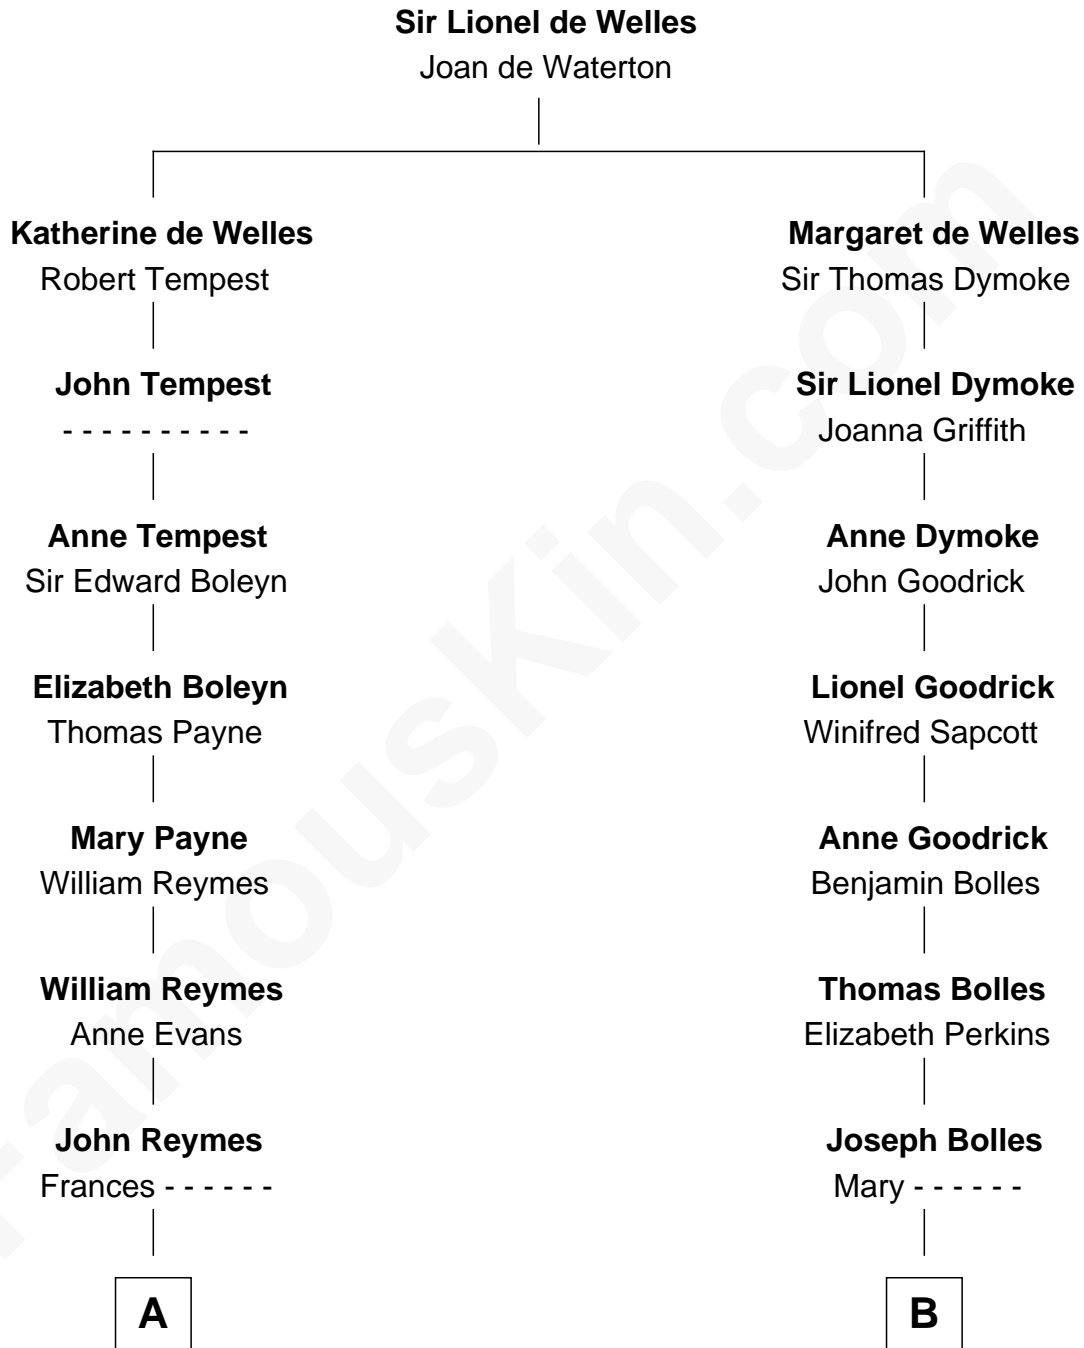 Sir Lionel de Welles
Joan de Waterton
Katherine de Welles
Robert Tempest
John Tempest
- - - - - - - - - -
Anne Tempest
Sir Edward Boleyn
Elizabeth Boleyn
Thomas Payne
Mary Payne
William Reymes
William Reymes
Anne Evans
John Reymes
Frances - - - - - -
A
Margaret de Welles
Sir Thomas Dymoke
Sir Lionel Dymoke
Joanna Griffith
Anne Dymoke
John Goodrick
Lionel Goodrick
Winifred Sapcott
Anne Goodrick
Benjamin Bolles
Thomas Bolles
Elizabeth Perkins
Joseph Bolles
Mary - - - - - -
B
FamousKin.com